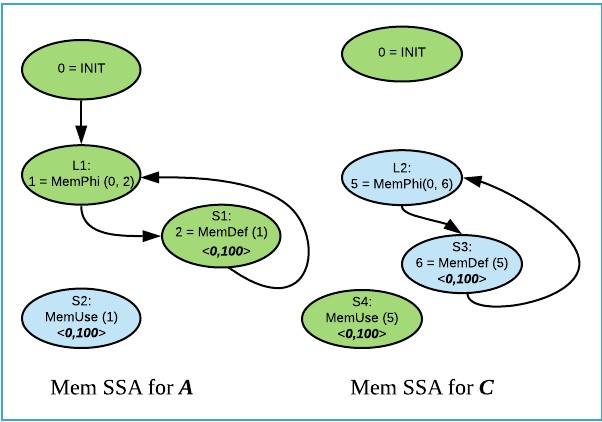 0 = INIT
L1:
1 = MemPhi (0, 2)
S1:
2 = MemDef (1)
<0,100>
S2:
MemUse (1)
<0,100>
Mem SSA for A
0 = INIT
L2:
5 = MemPhi(0, 6)
S3:
6 = MemDef (5)
<0,100>
S4:
MemUse (5)
<0,100>
Mem SSA for C